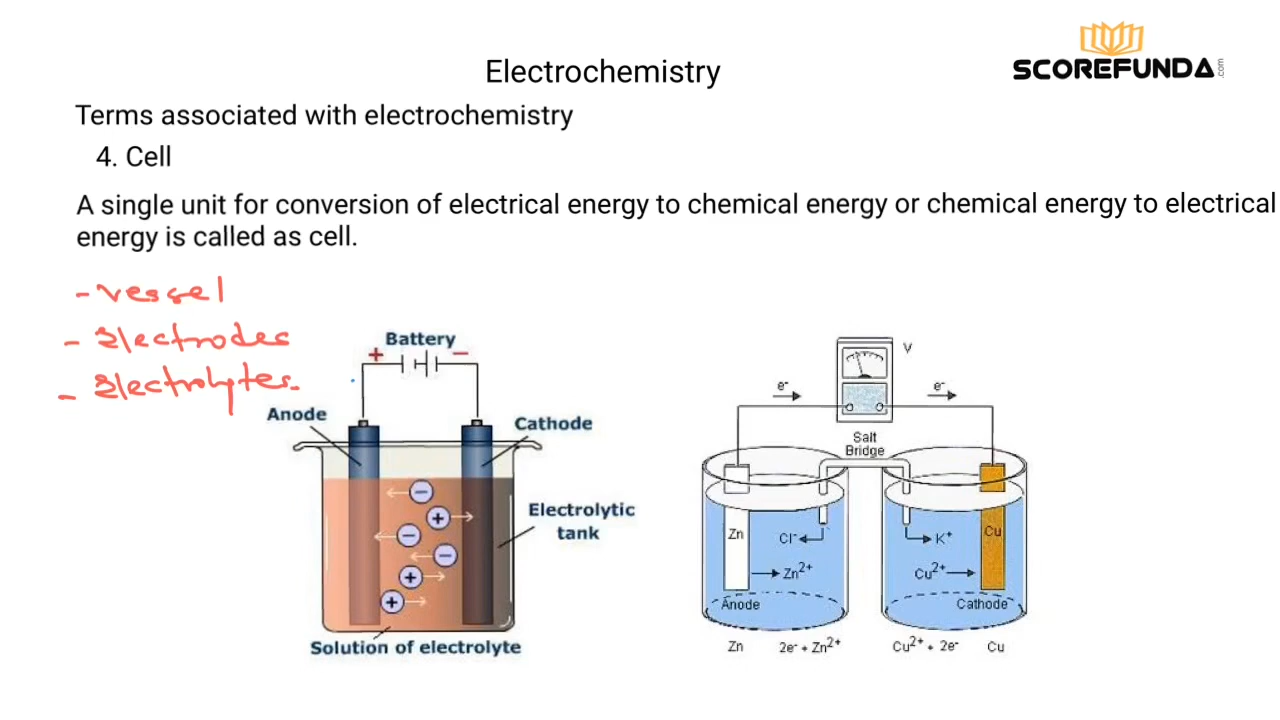 SCOREFUNDA.com
Electrochemistry
Terms associated with electrochemistry
4. Cell
A single unit for conversion of electrical energy to chemical energy or chemical energy to electrical
energy is called as cell.
- vessel
- Electrodes
- Electrolytes.
Battery
+ −
Anode
Cathode
Electrolytic
tank
Solution of electrolyte
V
e⁻ e⁻
Salt
Bridge
Zn Cl⁻ K⁺ Cu
Zn²⁺ Cu²⁺
Anode Cathode
Zn 2e⁻ + Zn²⁺ Cu²⁺ + 2e⁻ Cu